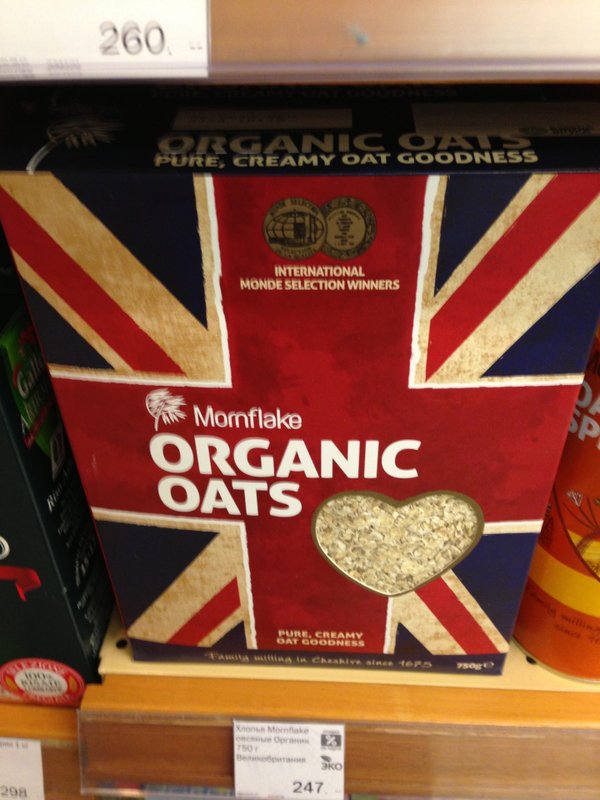 260.
ORGANIC OATS
PURE, CREAMY OAT GOODNESS
INTERNATIONAL
MONDE SELECTION WINNERS
Mornflake
ORGANIC
OATS
PURE, CREAMY
OAT GOODNESS
Family milling in Cheshire since 1675
750g e
Хлопья Mornflake
овсяные Органик
750 г
Великобритания
ЭКО
247.
298